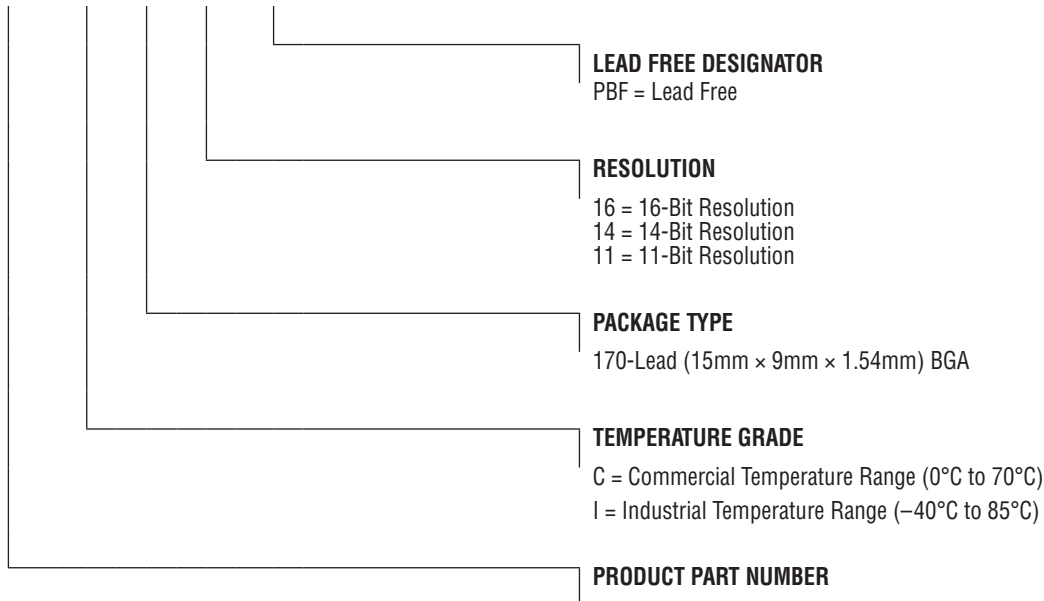 LEAD FREE DESIGNATOR
PBF = Lead Free
RESOLUTION
16 = 16-Bit Resolution
14 = 14-Bit Resolution
11 = 11-Bit Resolution
PACKAGE TYPE
170-Lead (15mm × 9mm × 1.54mm) BGA
TEMPERATURE GRADE
C = Commercial Temperature Range (0°C to 70°C)
I = Industrial Temperature Range (–40°C to 85°C)
PRODUCT PART NUMBER